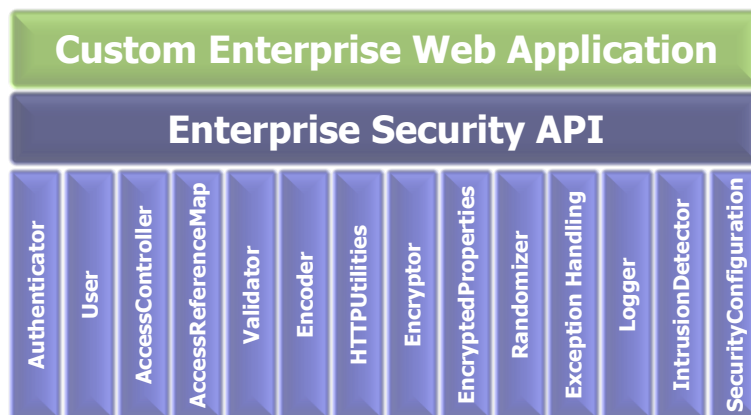 Custom Enterprise Web Application
Enterprise Security API
Authenticator
User
AccessController
AccessReferenceMap
Validator
Encoder
HTTPUtilities
Encryptor
EncryptedProperties
Randomizer
Exception Handling
Logger
IntrusionDetector
SecurityConfiguration